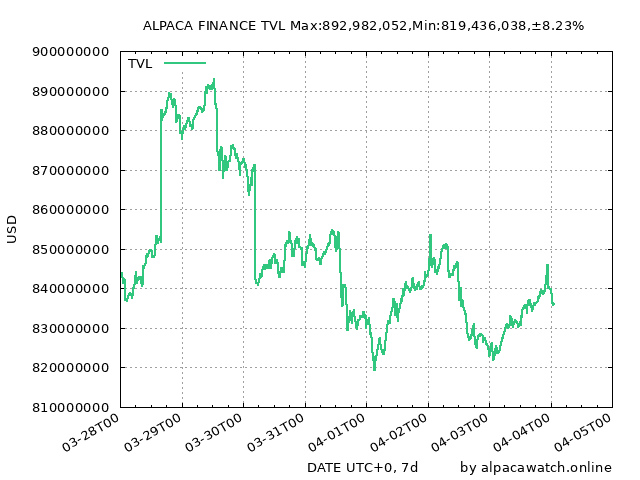 ALPACA FINANCE TVL Max:892,982,052,Min:819,436,038,±8.23%
900000000
TVL
890000000
880000000
870000000
860000000
USD
850000000
840000000
830000000
820000000
810000000
03-28T00
03-29T00
03-30T00
03-31T00
04-01T00
04-02T00
04-03T00
04-04T00
04-05T00
DATE UTC+0, 7d
by alpacawatch.online